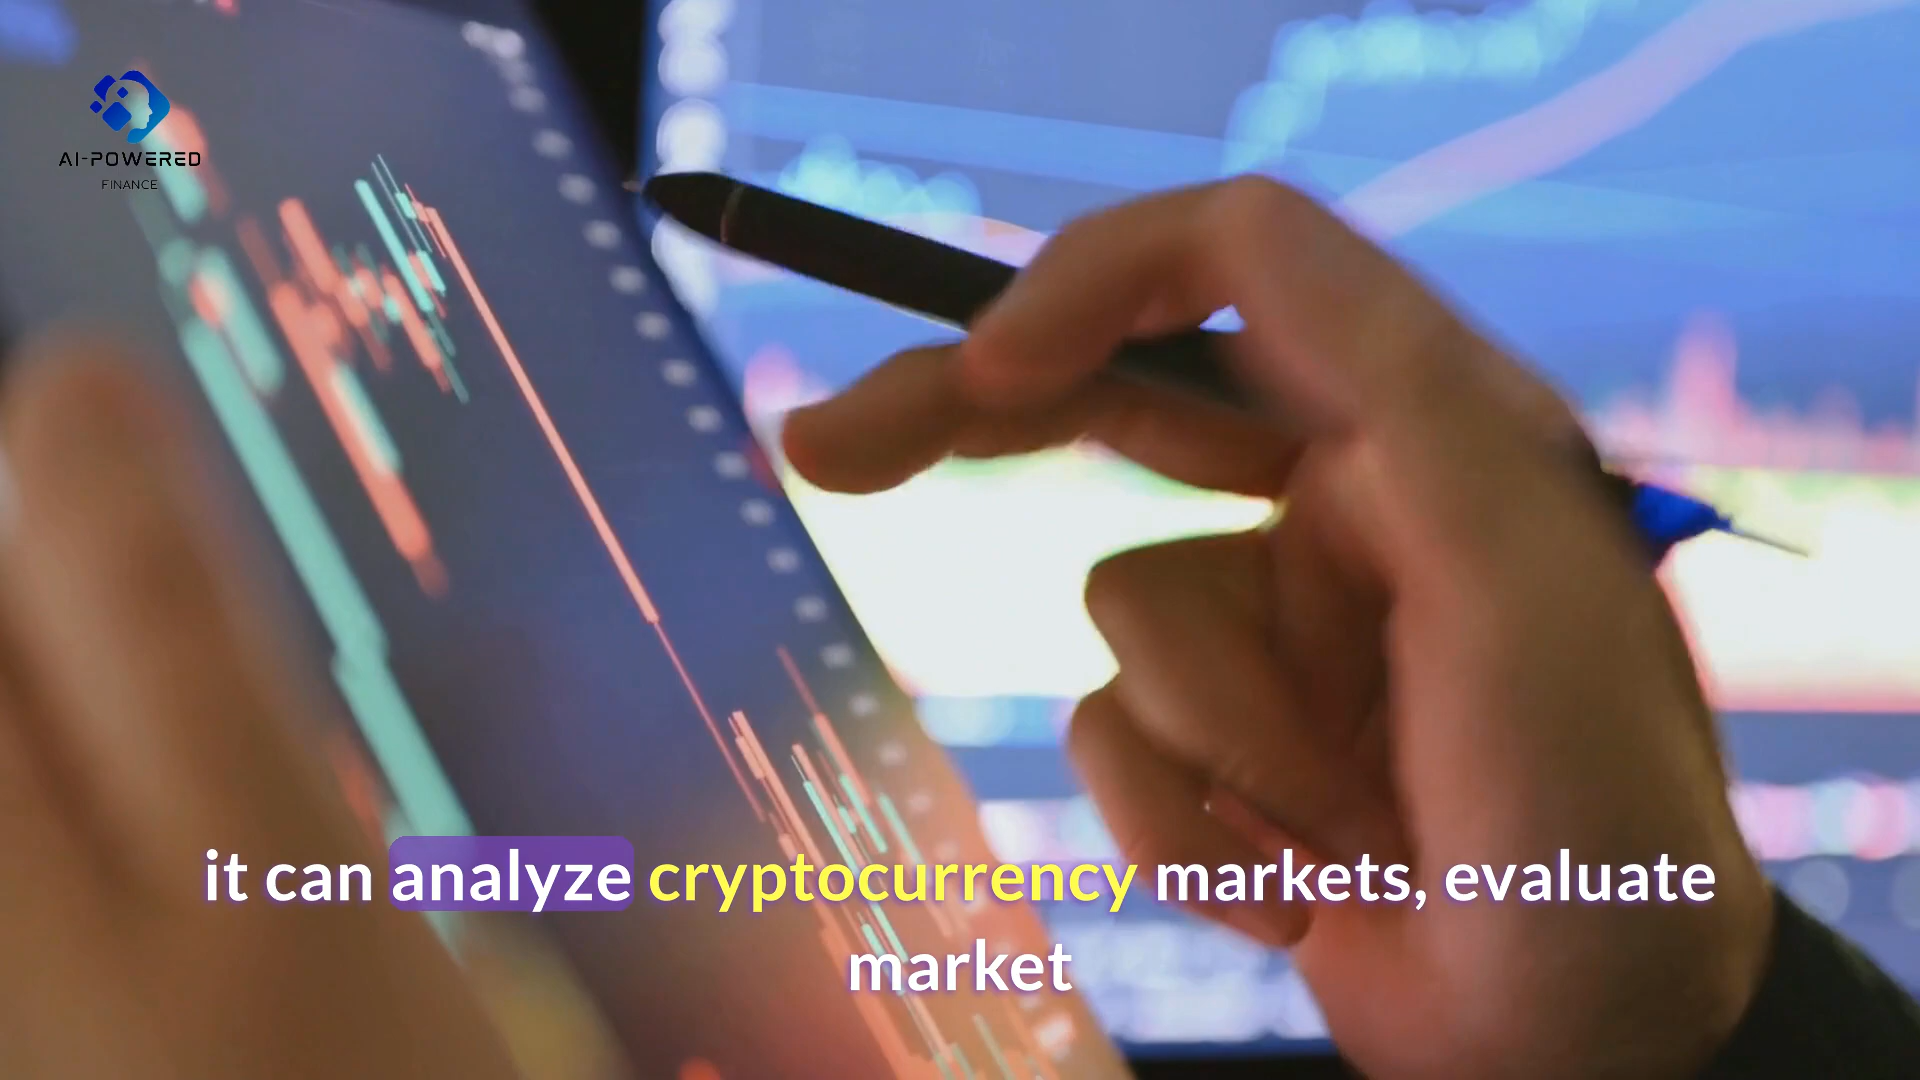 AI-POWERED
FINANCE
it can analyze cryptocurrency markets, evaluate
market